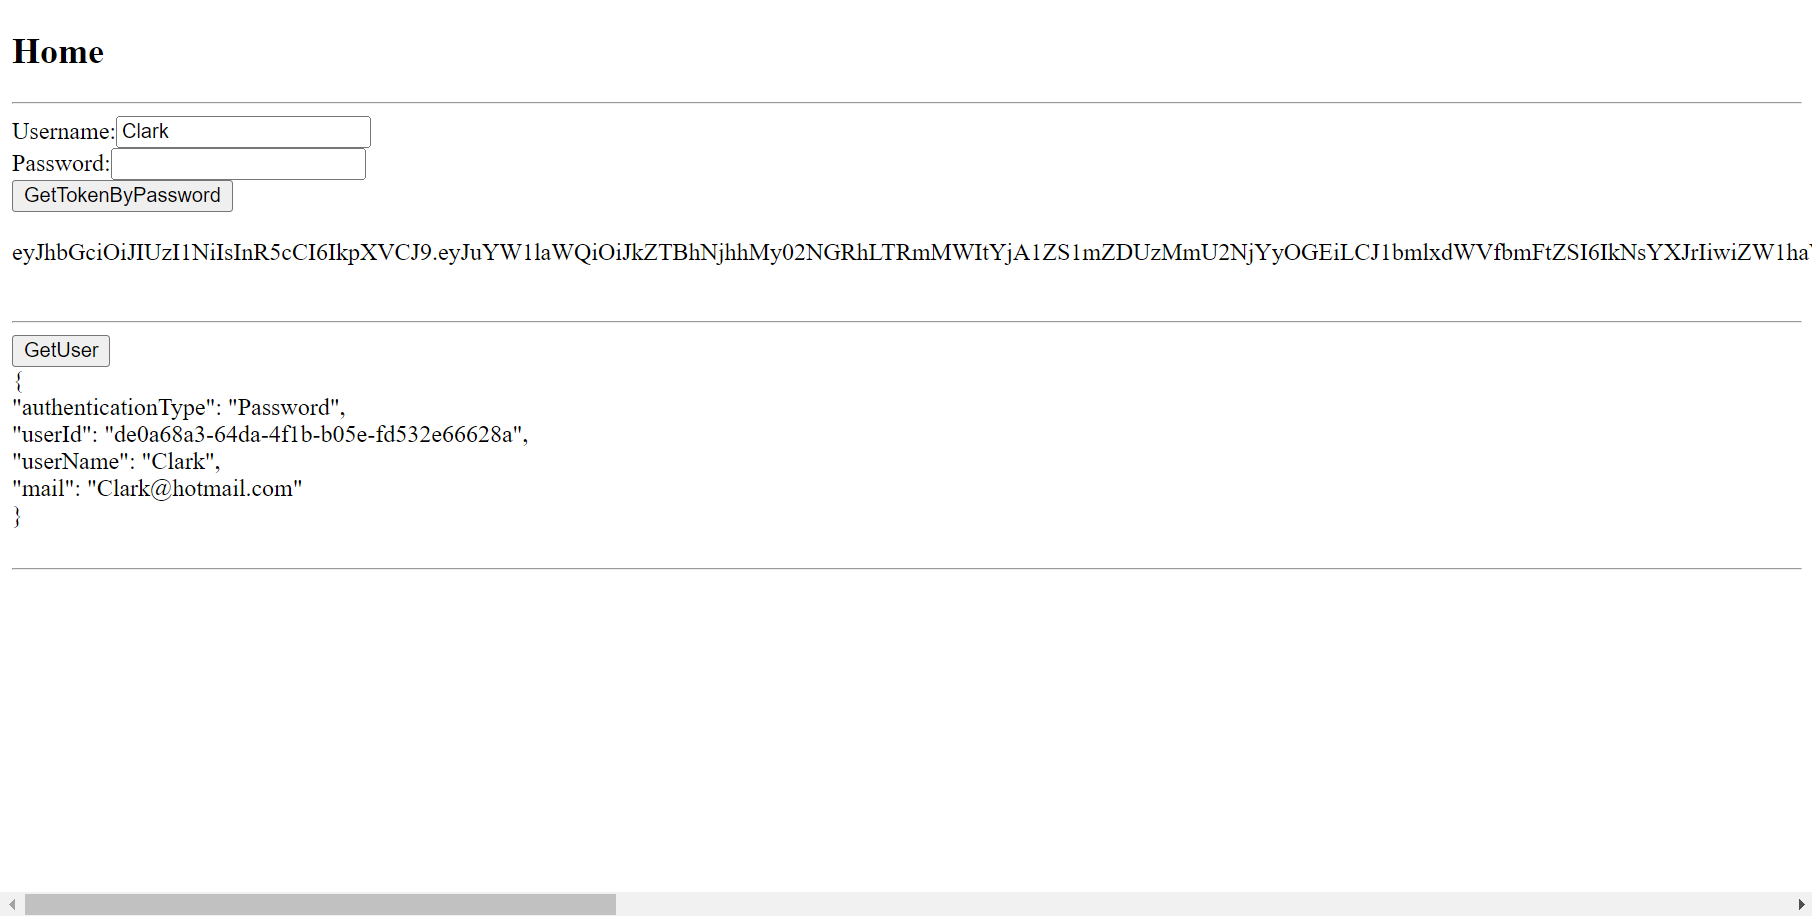 Home
Username: Clark
Password:
GetTokenByPassword
eyJhbGciOiJIUzI1NiIsInR5cCI6IkpXVCJ9.eyJuYW1laWQiOiJkZTBhNjhhMy02NGRhLTRmMWItYjA1ZS1mZDUzMmU2NjYyOGEiLCJ1bmlxdWVfbmFtZSI6IkNsYXJrIiwiZW1ha
GetUser
{
"authenticationType": "Password",
"userId": "de0a68a3-64da-4f1b-b05e-fd532e66628a",
"userName": "Clark",
"mail": "Clark@hotmail.com"
}